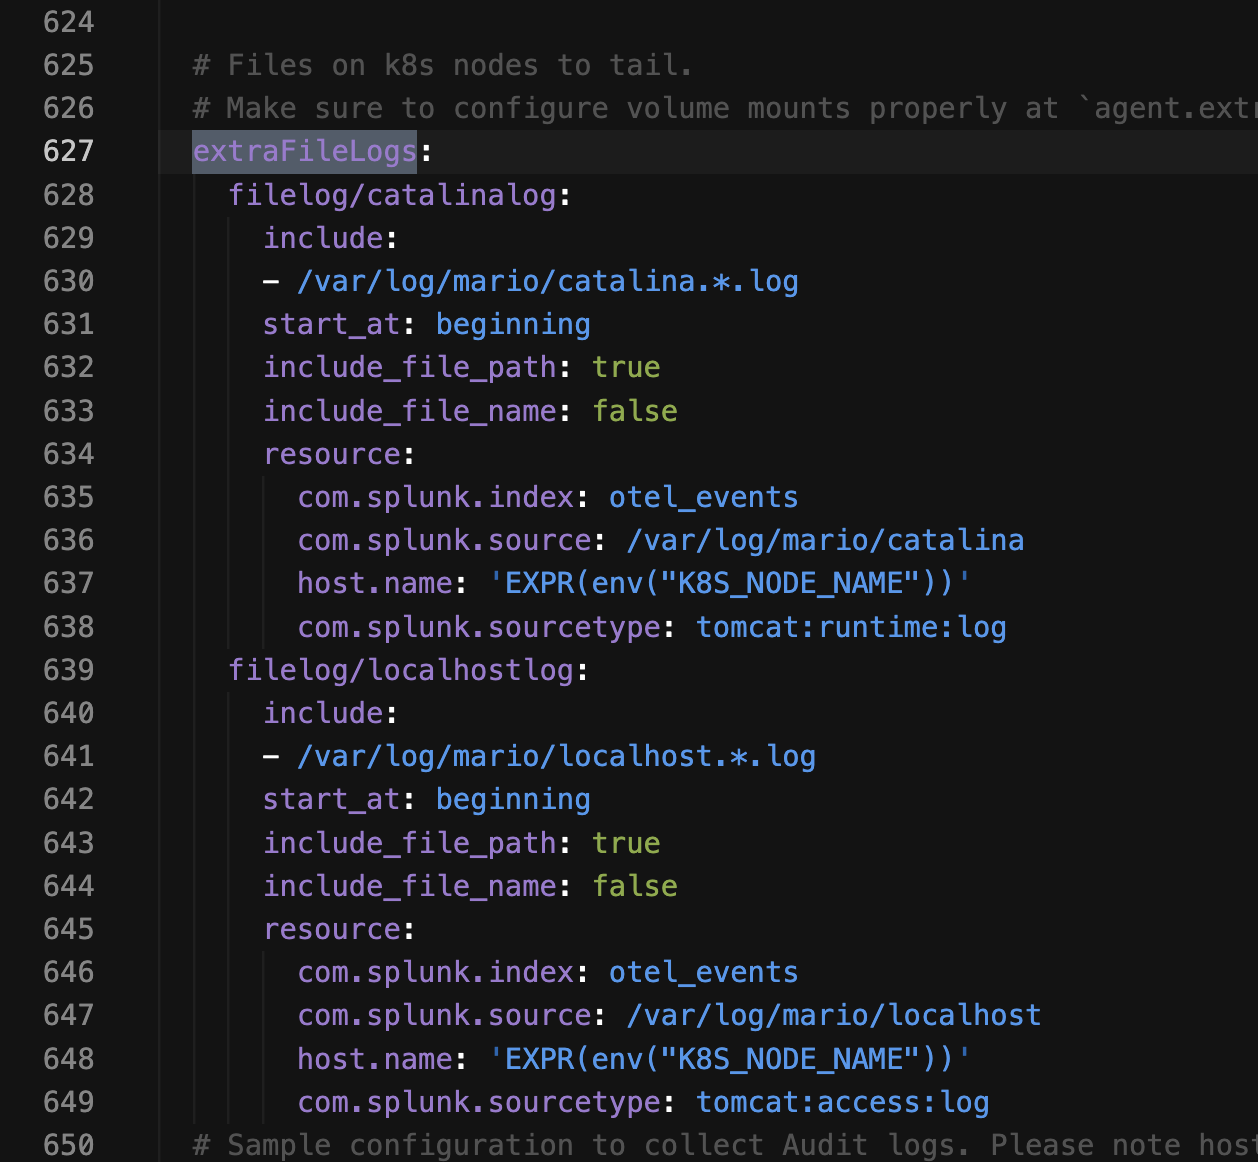 624
625 # Files on k8s nodes to tail.
626 # Make sure to configure volume mounts properly at `agent.extr
627 extraFileLogs:
628 filelog/catalinalog:
629 include:
630 - /var/log/mario/catalina.*.log
631 start_at: beginning
632 include_file_path: true
633 include_file_name: false
634 resource:
635 com.splunk.index: otel_events
636 com.splunk.source: /var/log/mario/catalina
637 host.name: 'EXPR(env("K8S_NODE_NAME"))'
638 com.splunk.sourcetype: tomcat:runtime:log
639 filelog/localhostlog:
640 include:
641 - /var/log/mario/localhost.*.log
642 start_at: beginning
643 include_file_path: true
644 include_file_name: false
645 resource:
646 com.splunk.index: otel_events
647 com.splunk.source: /var/log/mario/localhost
648 host.name: 'EXPR(env("K8S_NODE_NAME"))'
649 com.splunk.sourcetype: tomcat:access:log
650 # Sample configuration to collect Audit logs. Please note hos